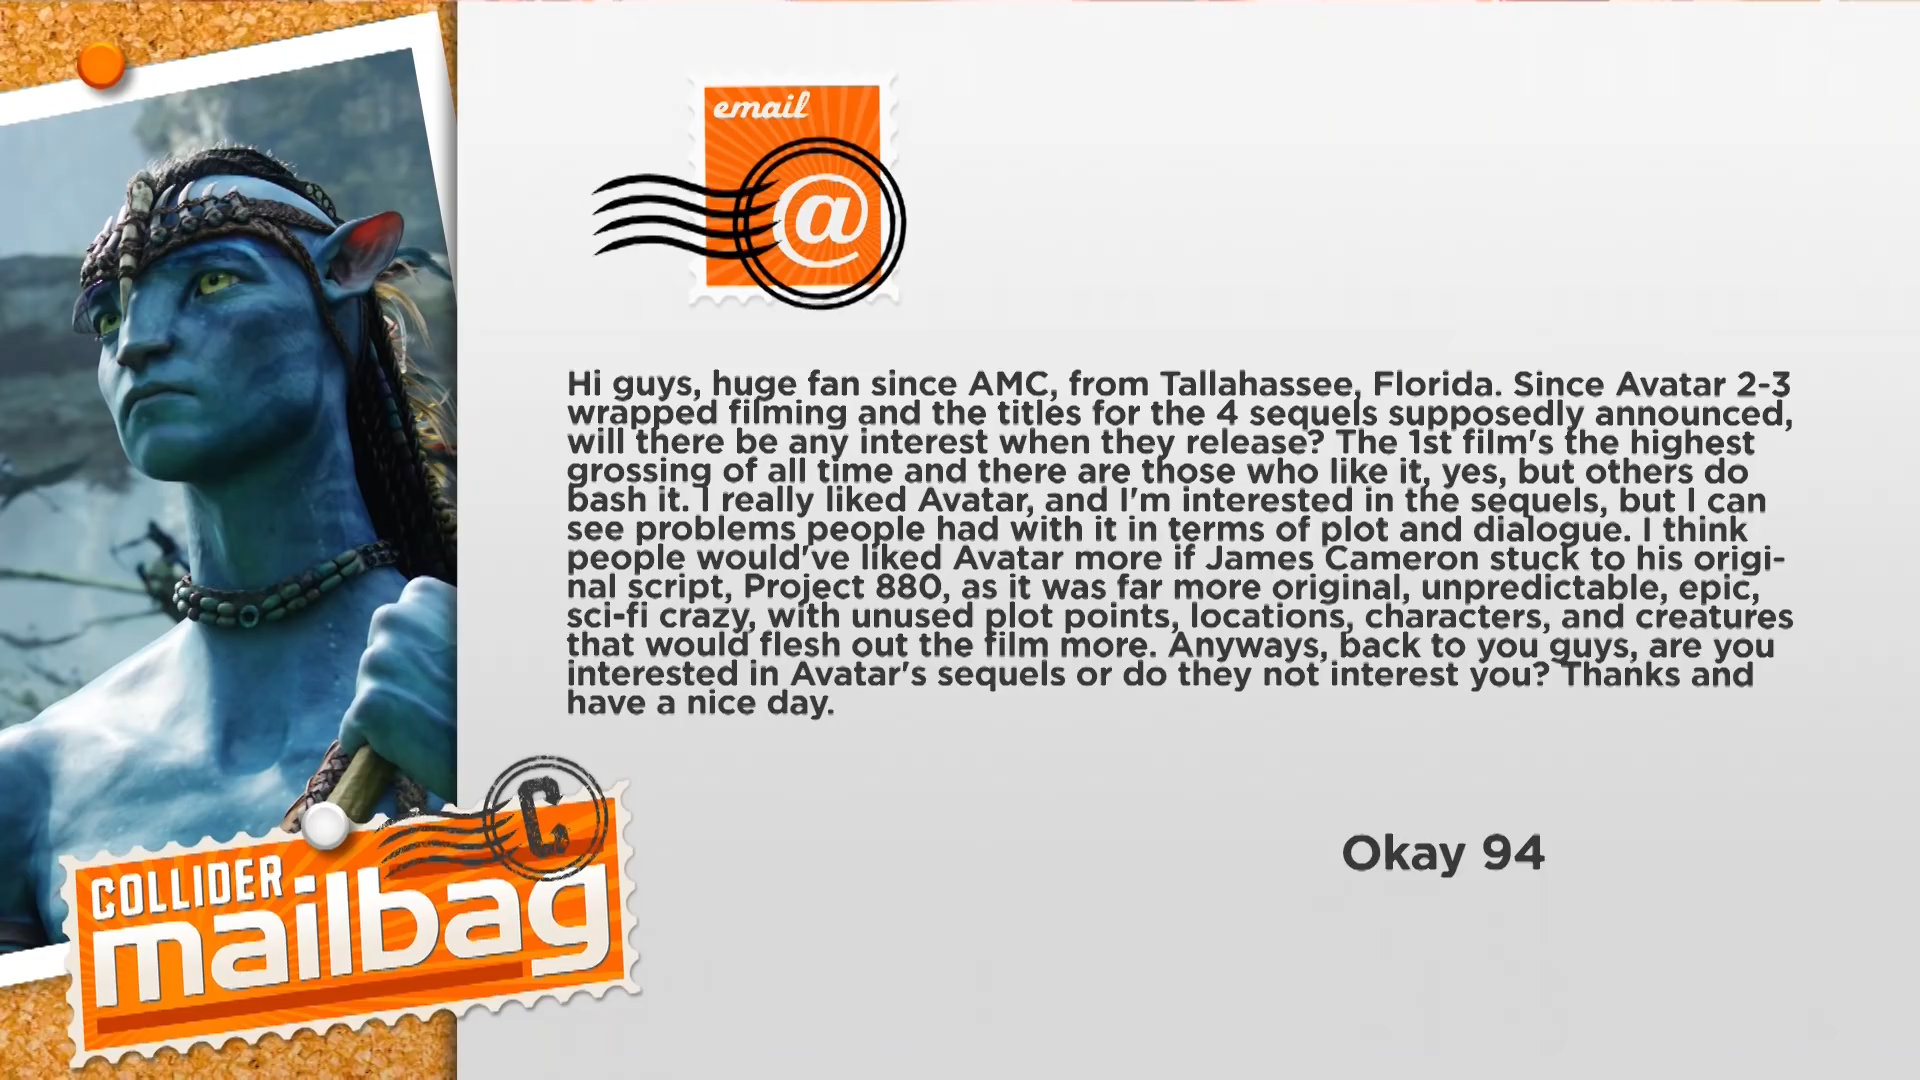 email
@
Hi guys, huge fan since AMC, from Tallahassee, Florida. Since Avatar 2-3
wrapped filming and the titles for the 4 sequels supposedly announced,
will there be any interest when they release? The 1st film's the highest
grossing of all time and there are those who like it, yes, but others do
bash it. I really liked Avatar, and I'm interested in the sequels, but I can
see problems people had with it in terms of plot and dialogue. I think
people would've liked Avatar more if James Cameron stuck to his origi-
nal script, Project 880, as it was far more original, unpredictable, epic,
sci-fi crazy, with unused plot points, locations, characters, and creatures
that would flesh out the film more. Anyways, back to you guys, are you
interested in Avatar's sequels or do they not interest you? Thanks and
have a nice day.
Okay 94
C
COLLIDER
mailbag